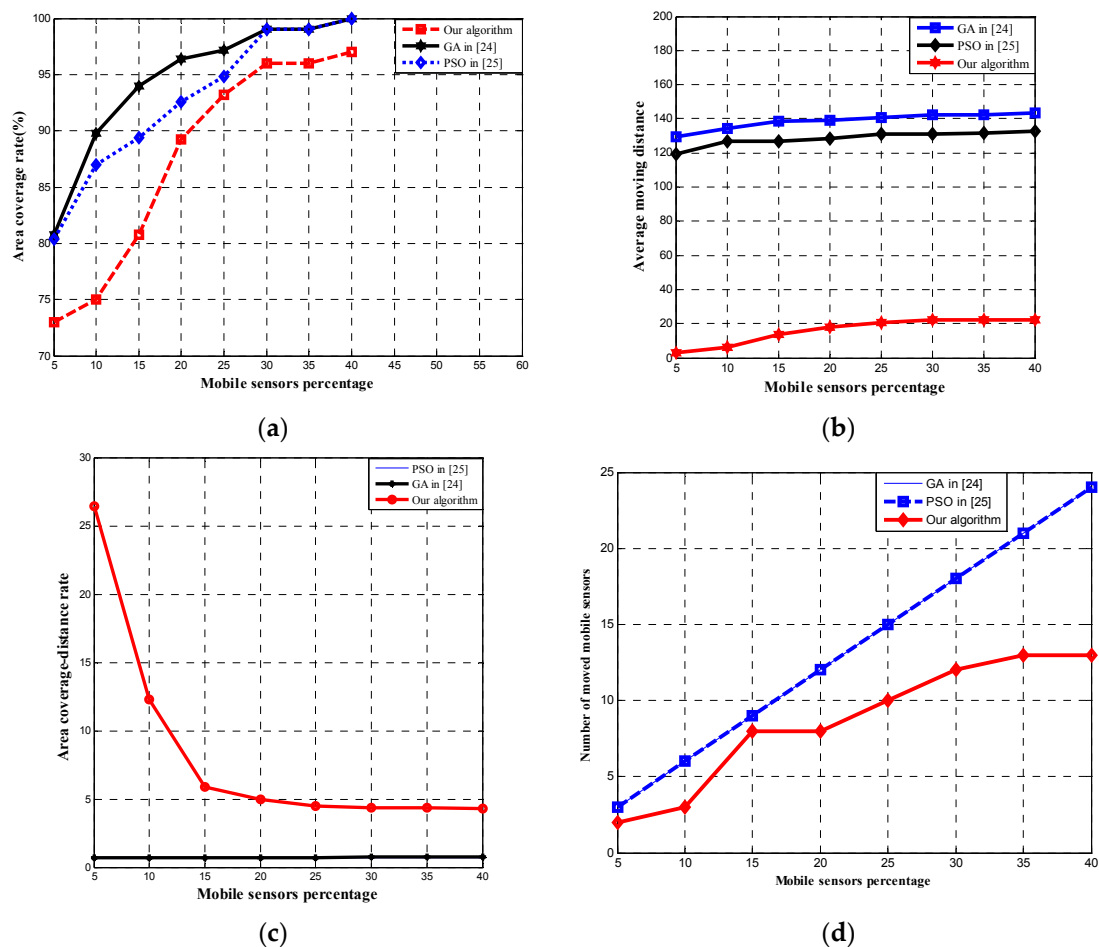 100
95
90
85
80
75
70
Area coverage rate(%)
5 10 15 20 25 30 35 40 45 50 55 60
Mobile sensors percentage
Our algorithm
GA in [24]
PSO in [25]
(a)
200
180
160
140
120
100
80
60
40
20
0
Average moving distance
5 10 15 20 25 30 35 40
Mobile sensors percentage
GA in [24]
PSO in [25]
Our algorithm
(b)
30
25
20
15
10
5
0
Area coverage-distance rate
5 10 15 20 25 30 35 40
Mobile sensors percentage
PSO in [25]
GA in [24]
Our algorithm
(c)
25
20
15
10
5
0
Number of moved mobile sensors
5 10 15 20 25 30 35 40
Mobile sensors percentage
GA in [24]
PSO in [25]
Our algorithm
(d)